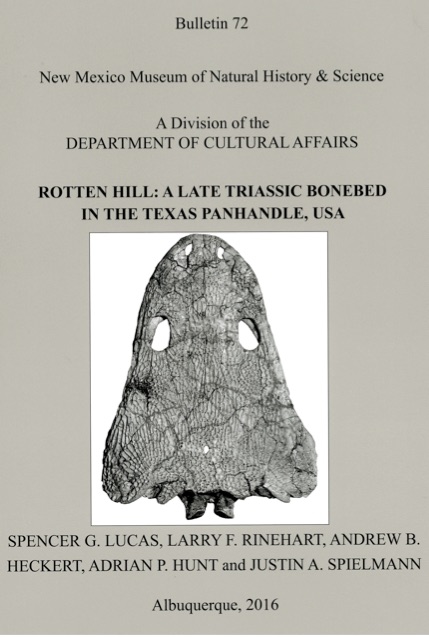 Bulletin 72
New Mexico Museum of Natural History & Science
A Division of the
DEPARTMENT OF CULTURAL AFFAIRS
ROTTEN HILL: A LATE TRIASSIC BONEBED
IN THE TEXAS PANHANDLE, USA
SPENCER G. LUCAS, LARRY F. RINEHART, ANDREW B.
HECKERT, ADRIAN P. HUNT and JUSTIN A. SPIELMANN
Albuquerque, 2016